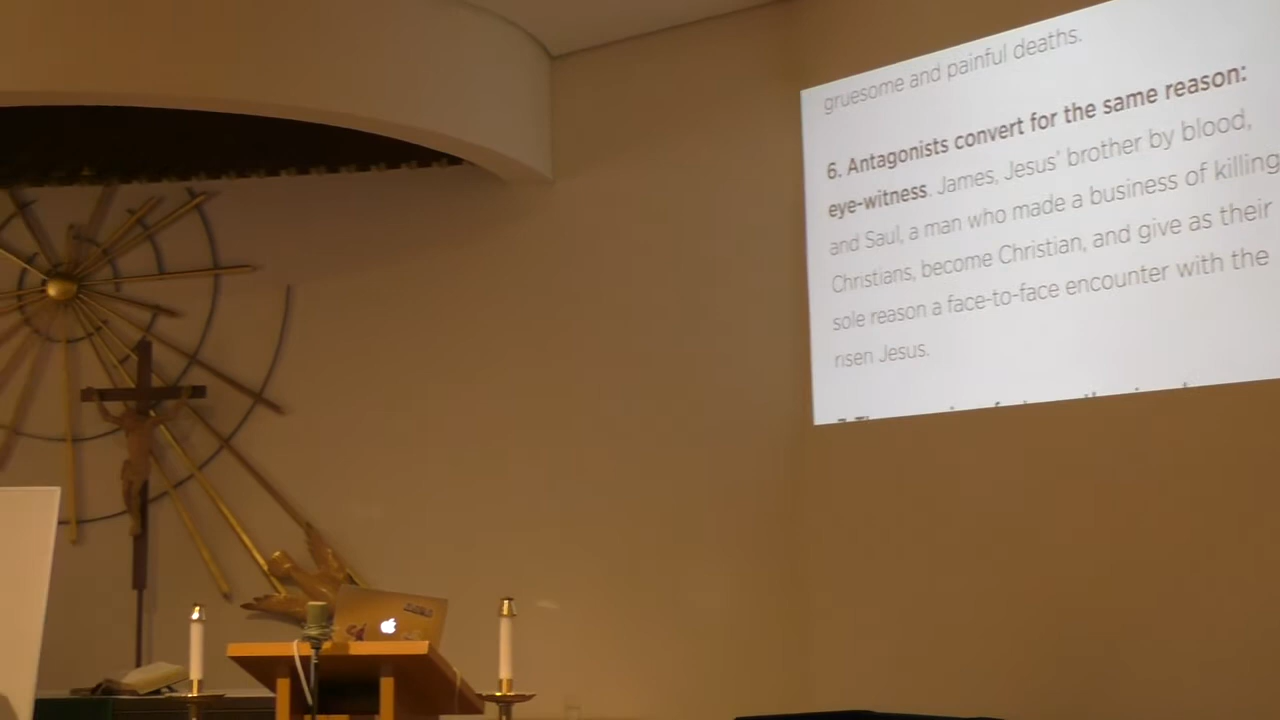 gruesome and painful deaths.
6. Antagonists convert for the same reason:
eye-witness. James, Jesus' brother by blood,
and Saul, a man who made a business of killing
Christians, become Christian, and give as their
sole reason a face-to-face encounter with the
risen Jesus.